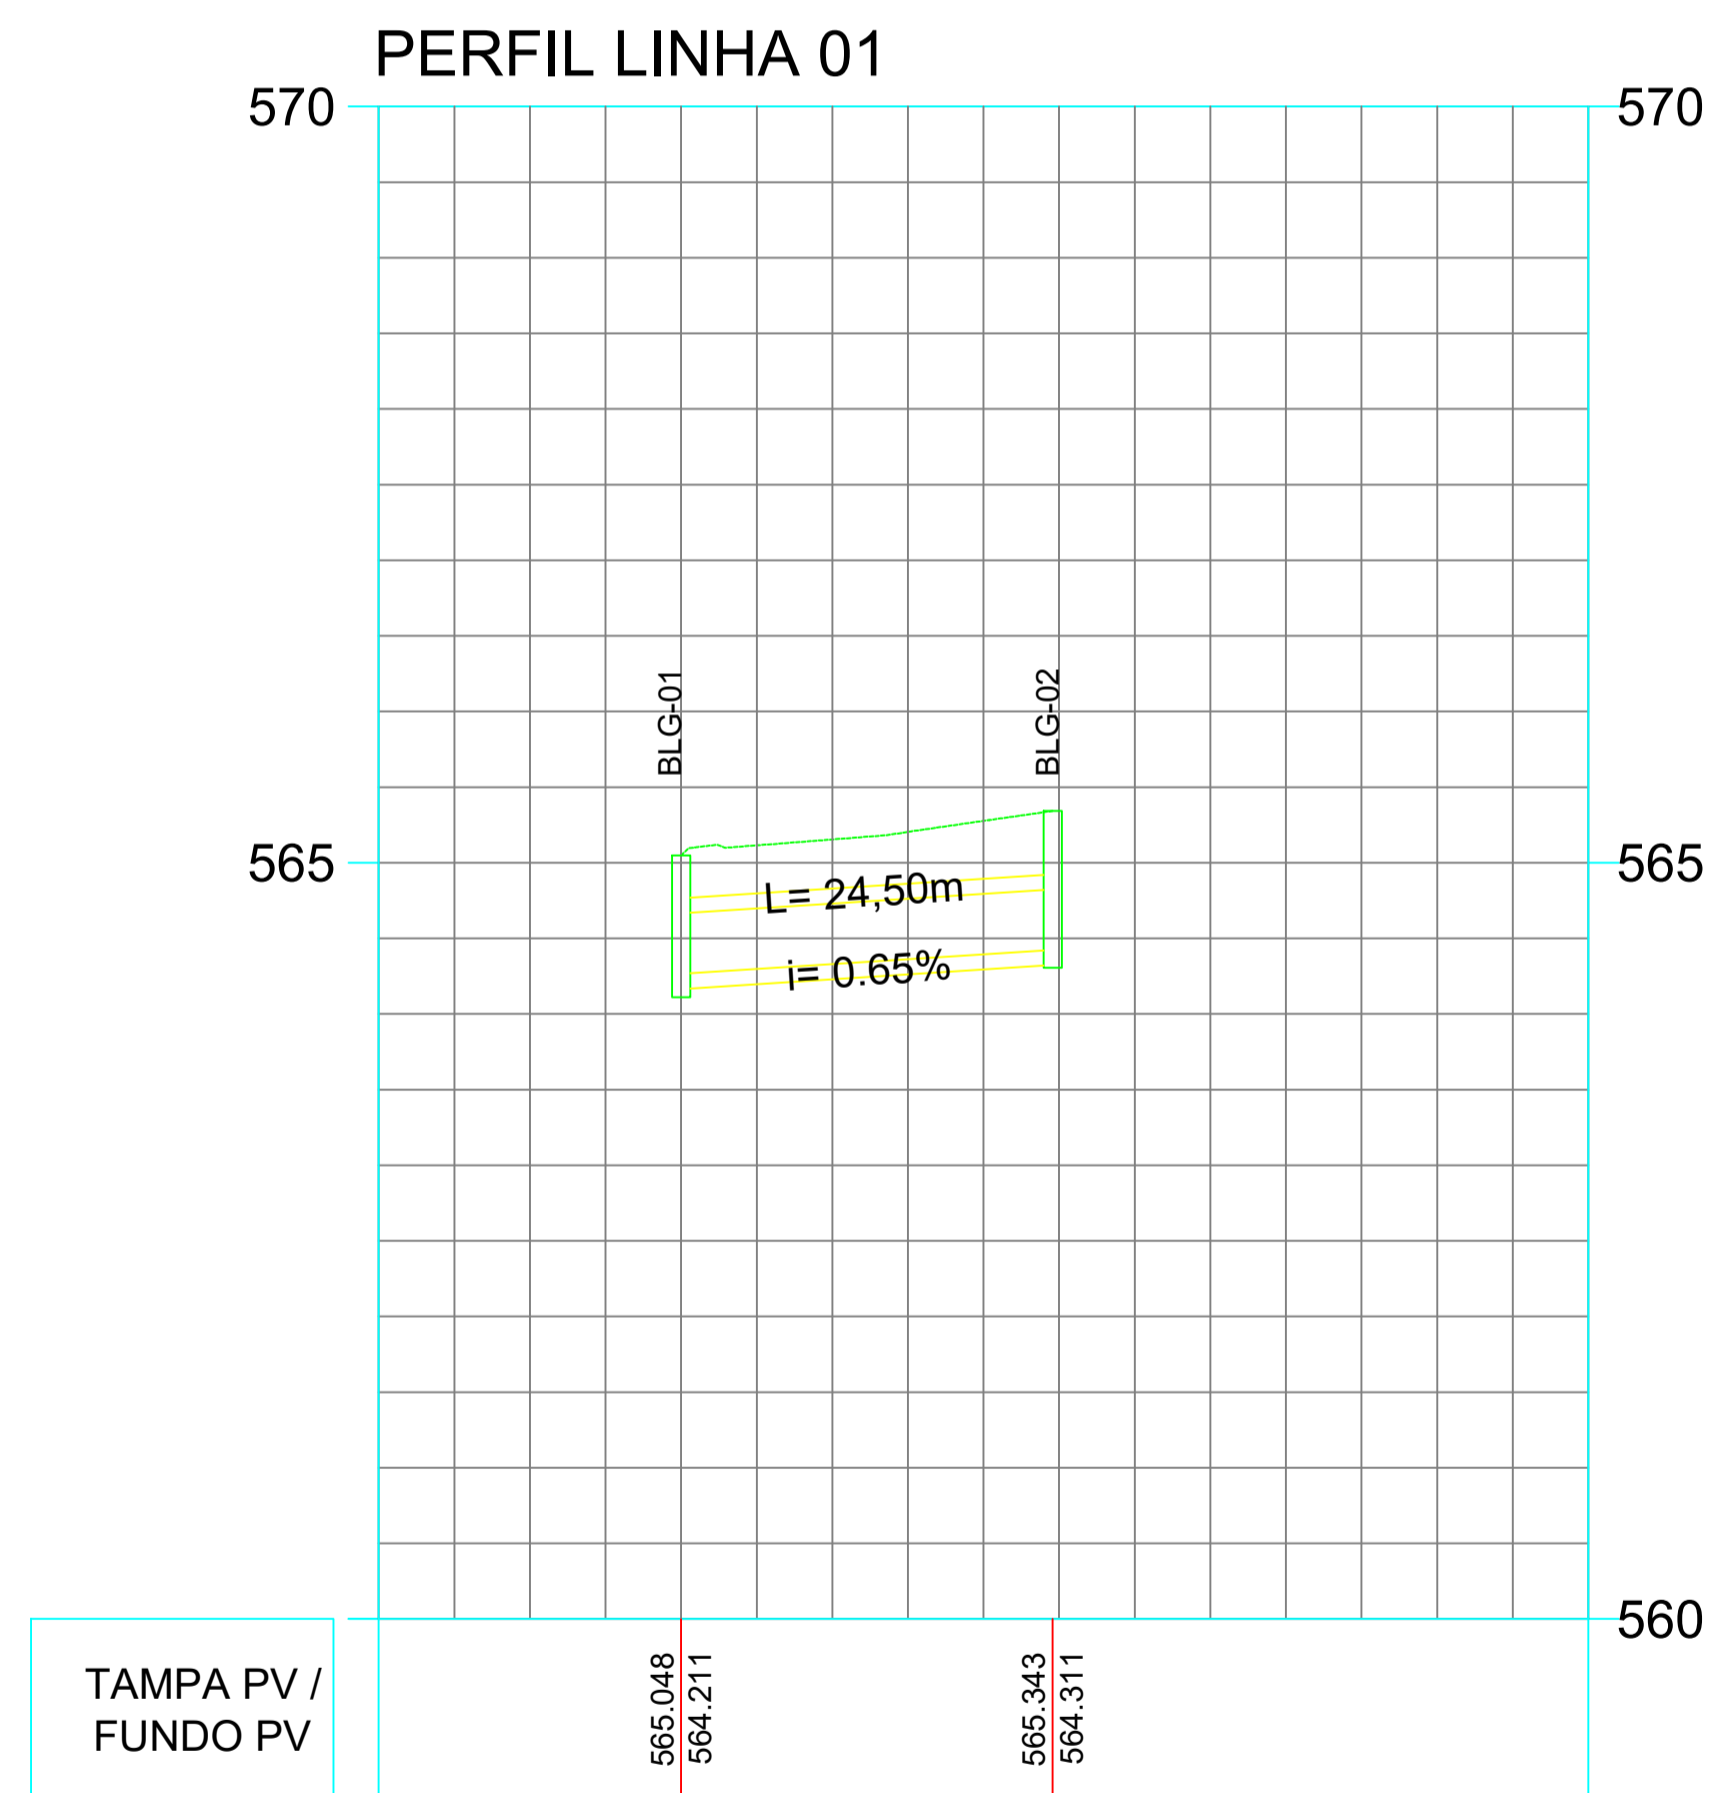 PERFIL LINHA 01
570
570
BLG-01
BLG-02
565
565
L= 24,50m
i= 0.65%
560
TAMPA PV /
FUNDO PV
565.048
564.211
565.343
564.311